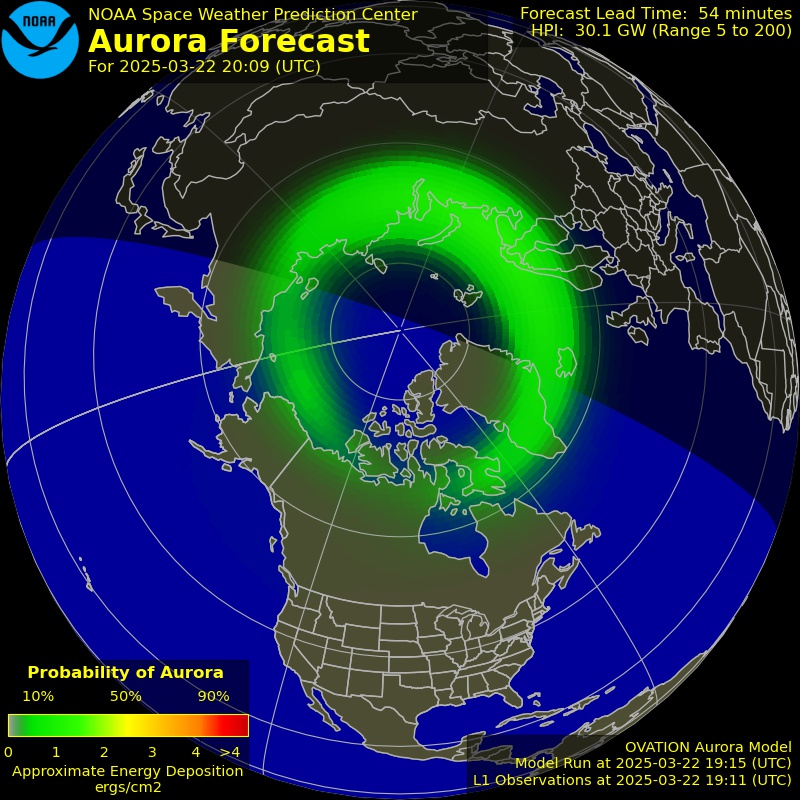 NOAA
NOAA Space Weather Prediction Center
Aurora Forecast
For 2025-03-22 20:09 (UTC)
Forecast Lead Time: 54 minutes
HPI: 30.1 GW (Range 5 to 200)
Probability of Aurora
10% 50% 90%
0 1 2 3 4 >4
Approximate Energy Deposition
ergs/cm2
OVATION Aurora Model
Model Run at 2025-03-22 19:15 (UTC)
L1 Observations at 2025-03-22 19:11 (UTC)